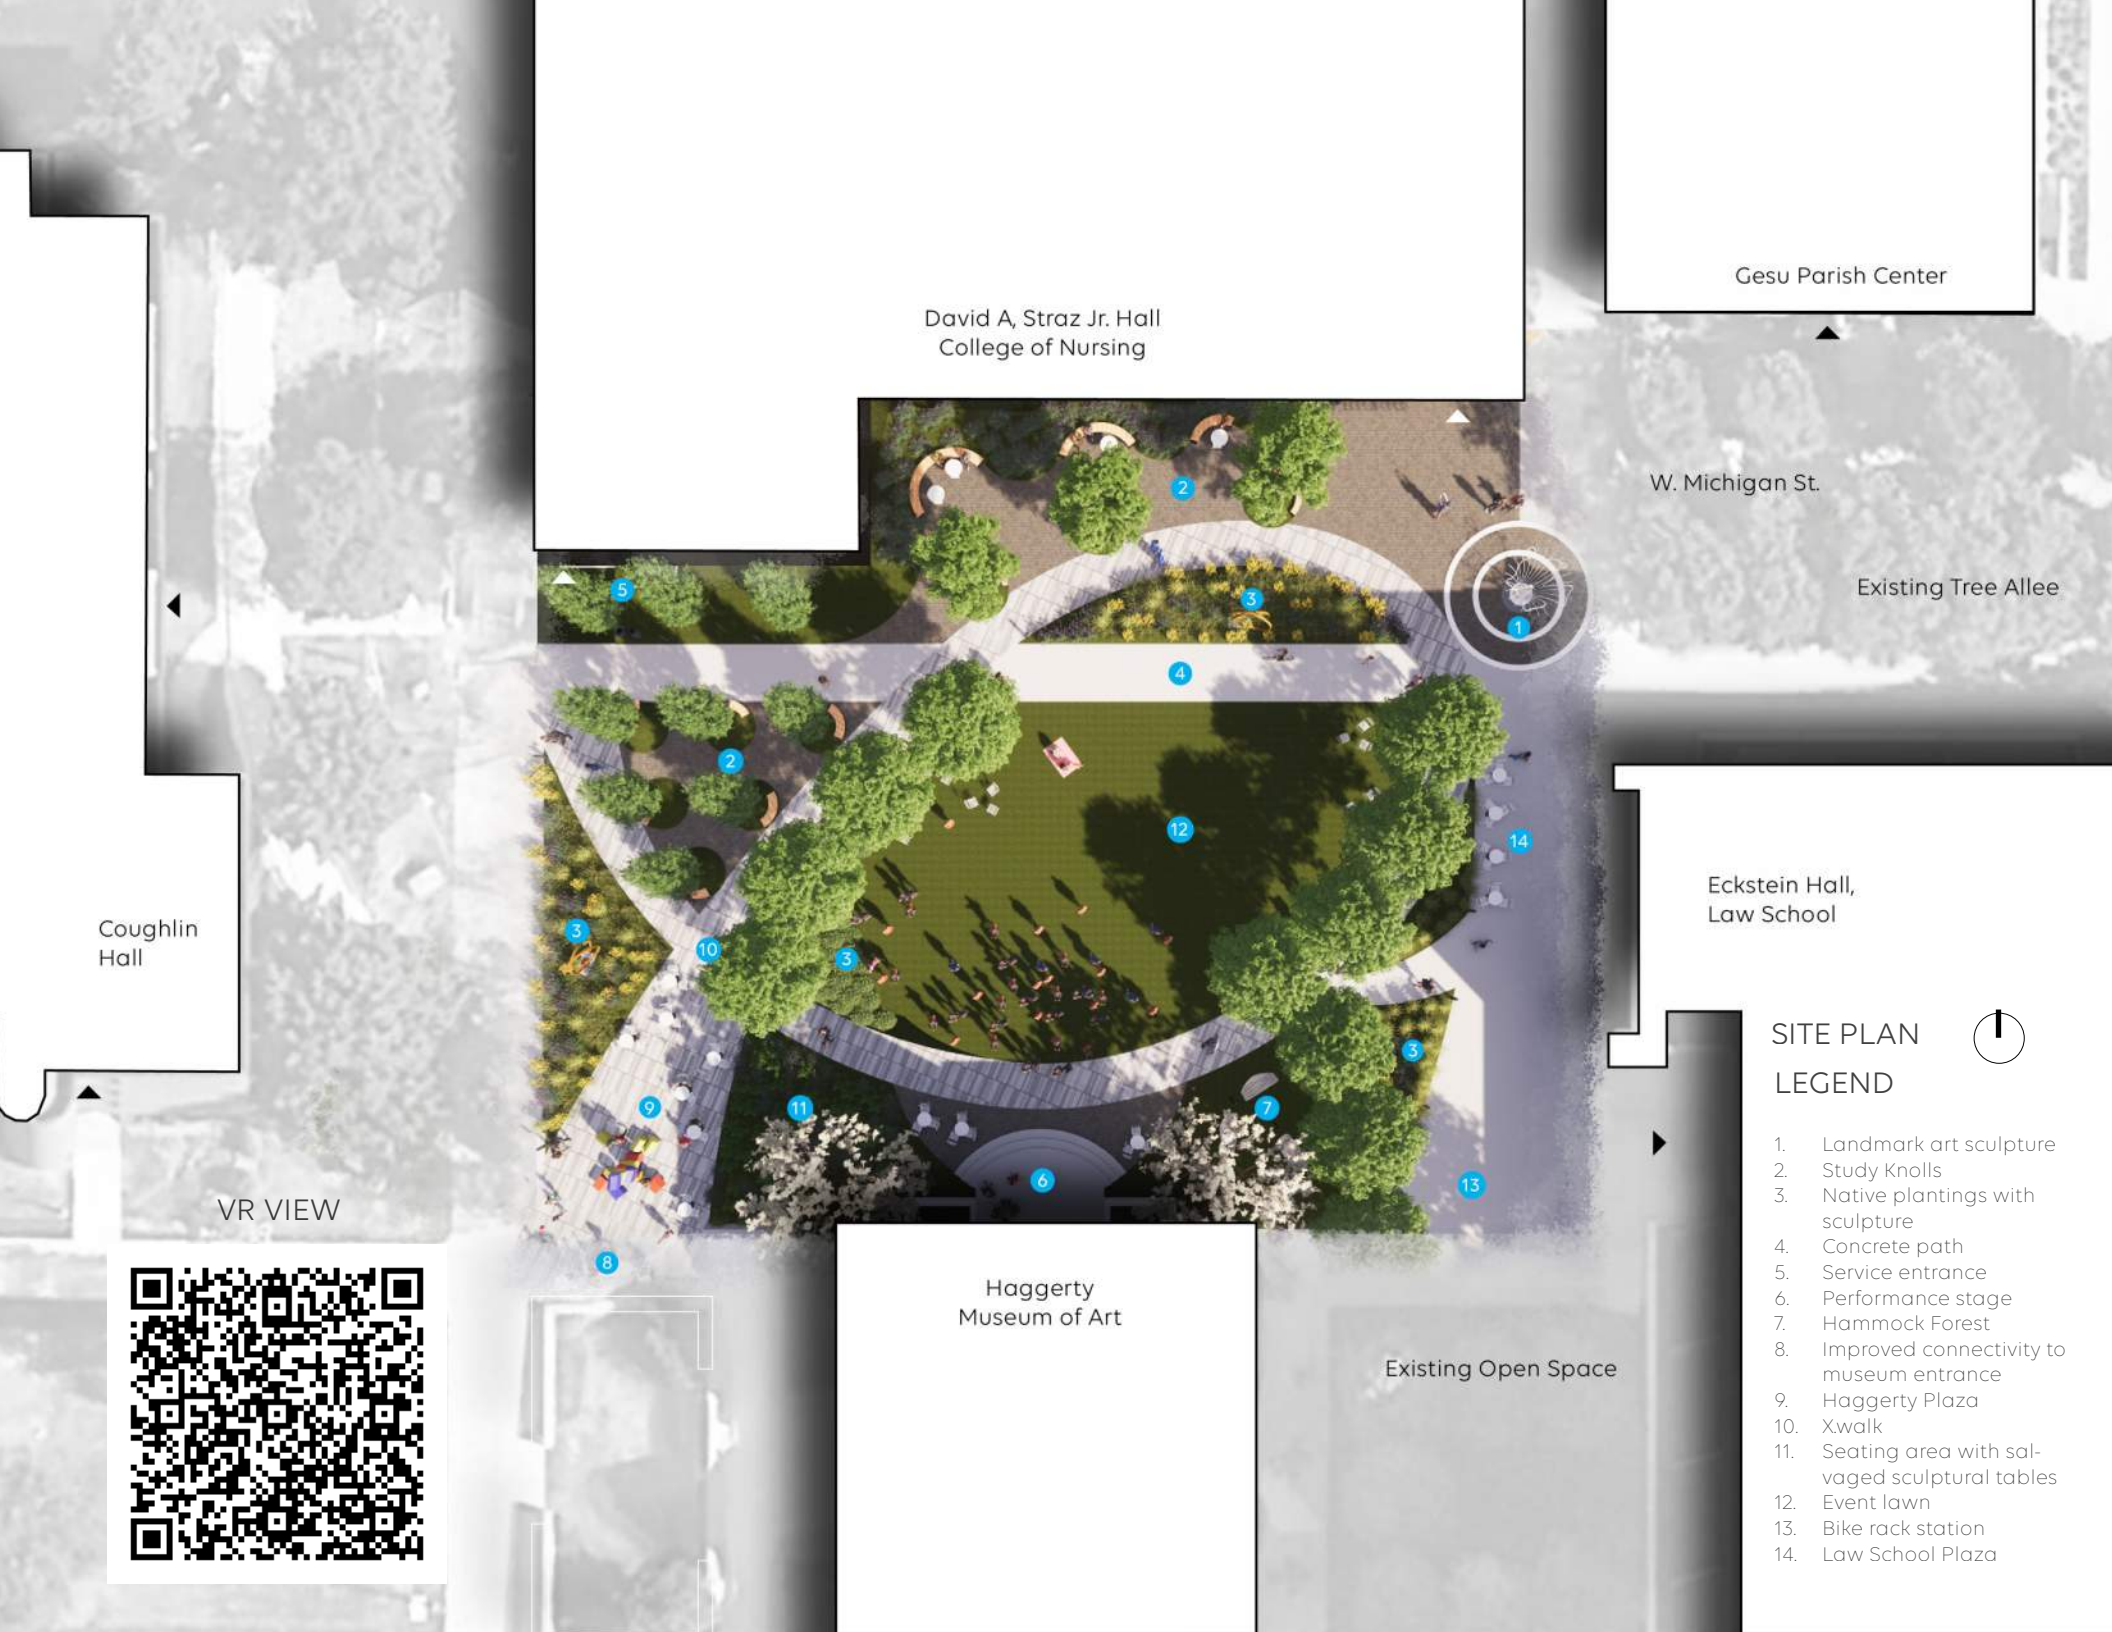 Gesu Parish Center
David A, Straz Jr. Hall
College of Nursing
W. Michigan St.
Existing Tree Allee
2
5
3
1
4
2
12
14
3
10
3
3
11
9
7
6
13
8
Coughlin
Hall
Eckstein Hall,
Law School
Haggerty
Museum of Art
Existing Open Space
VR VIEW
SITE PLAN
LEGEND
1. Landmark art sculpture
2. Study Knolls
3. Native plantings with
sculpture
4. Concrete path
5. Service entrance
6. Performance stage
7. Hammock Forest
8. Improved connectivity to
museum entrance
9. Haggerty Plaza
10. X.walk
11. Seating area with sal-
vaged sculptural tables
12. Event lawn
13. Bike rack station
14. Law School Plaza